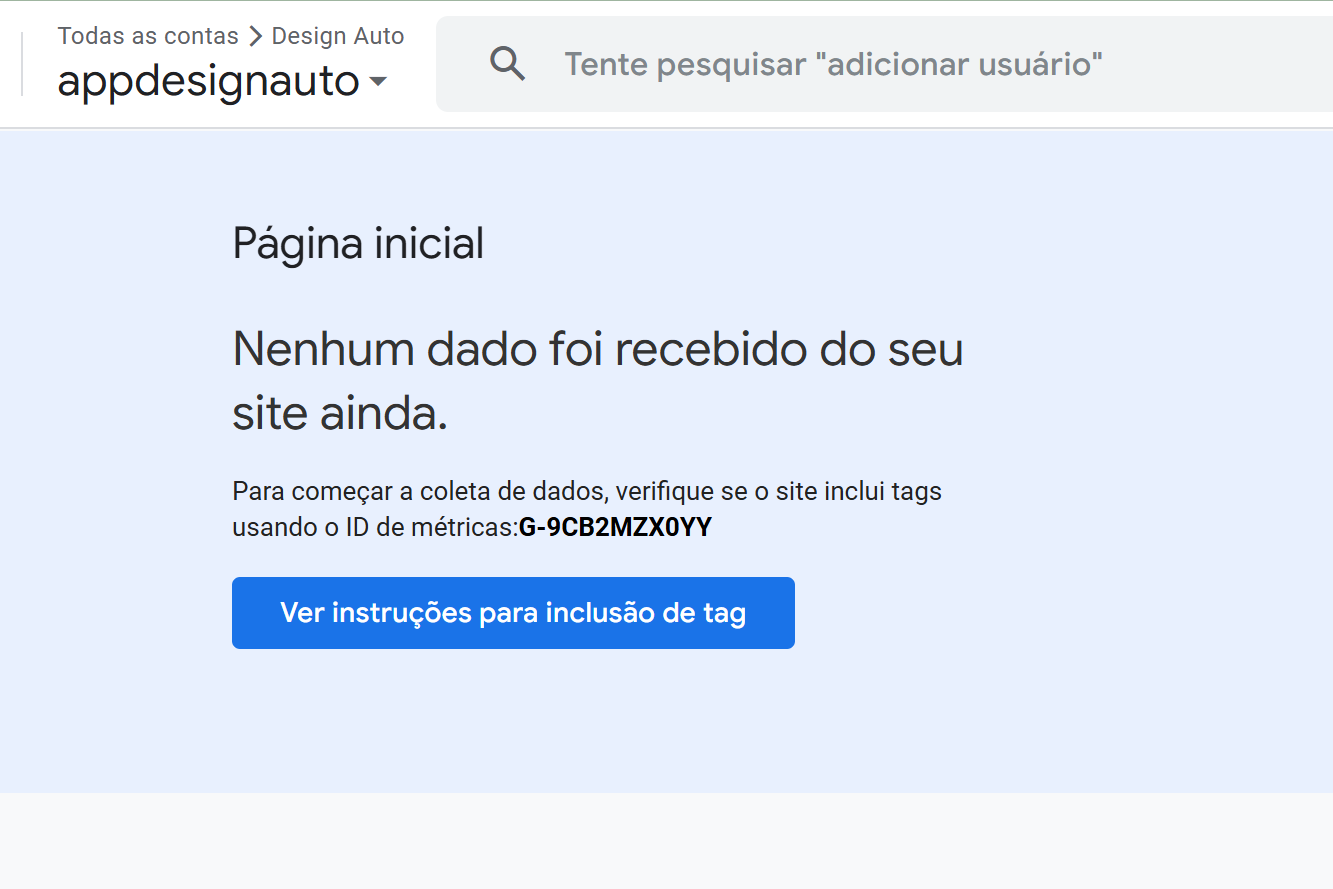 Todas as contas > Design Auto
appdesignauto
Tente pesquisar "adicionar usuário"
Página inicial
Nenhum dado foi recebido do seu
site ainda.
Para começar a coleta de dados, verifique se o site inclui tags
usando o ID de métricas:G-9CB2MZX0YY
Ver instruções para inclusão de tag